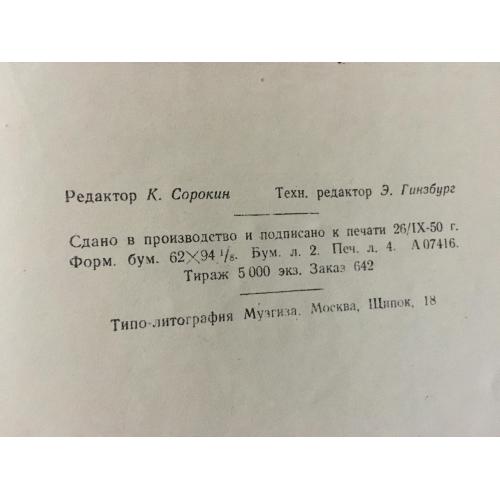 Редактор К. Сорокин Техн. редактор Э. Гинзбург
Сдано в производство и подписано к печати 26/IX-50 г.
Форм. бум. 62×94 1/8. Бум. л. 2. Печ. л. 4. А 07416.
Тираж 5 000 экз. Заказ 642
Типо-литография Музгиза. Москва, Щипок, 18